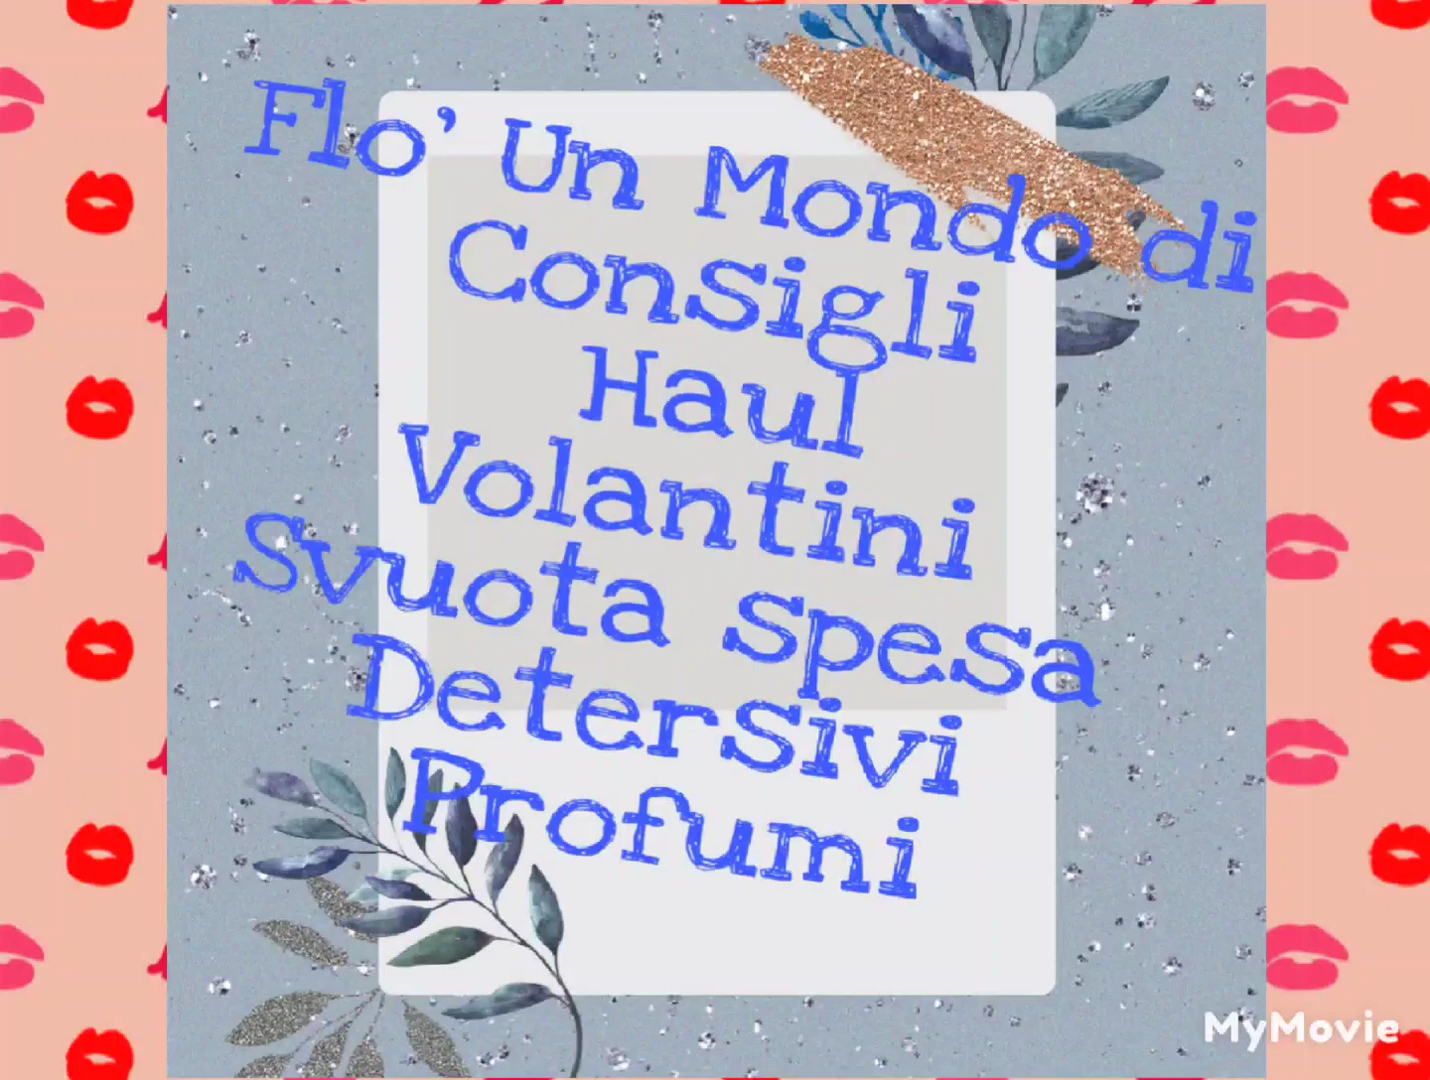 Flo' Un Mondo di
Consigli
Haul
Volantini
Svuota spesa
Detersivi
Profumi
MyMovie